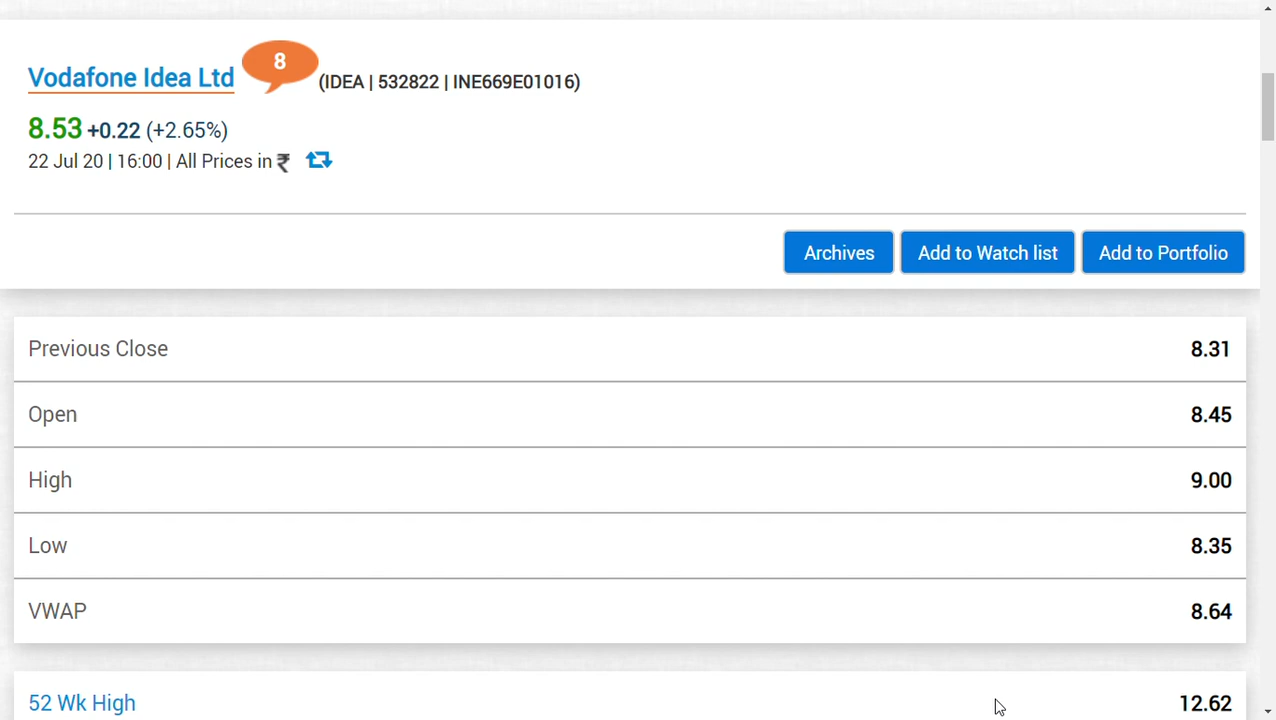 Vodafone Idea Ltd 8 (IDEA | 532822 | INE669E01016)
8.53 +0.22 (+2.65%)
22 Jul 20 | 16:00 | All Prices in ₹
Archives Add to Watch list Add to Portfolio
Previous Close 8.31
Open 8.45
High 9.00
Low 8.35
VWAP 8.64
52 Wk High 12.62